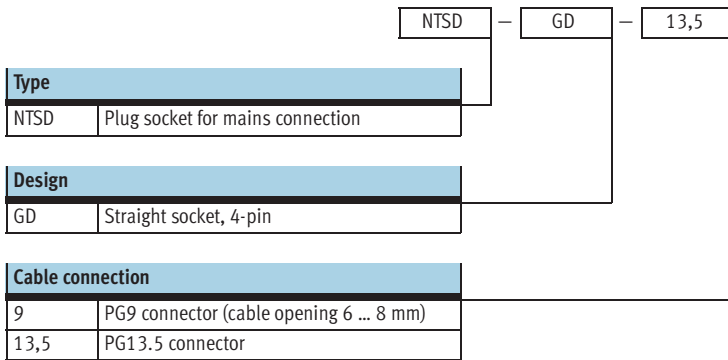 NTSD – GD – 13,5
Type
NTSD Plug socket for mains connection
Design
GD Straight socket, 4-pin
Cable connection
9 PG9 connector (cable opening 6 … 8 mm)
13,5 PG13.5 connector